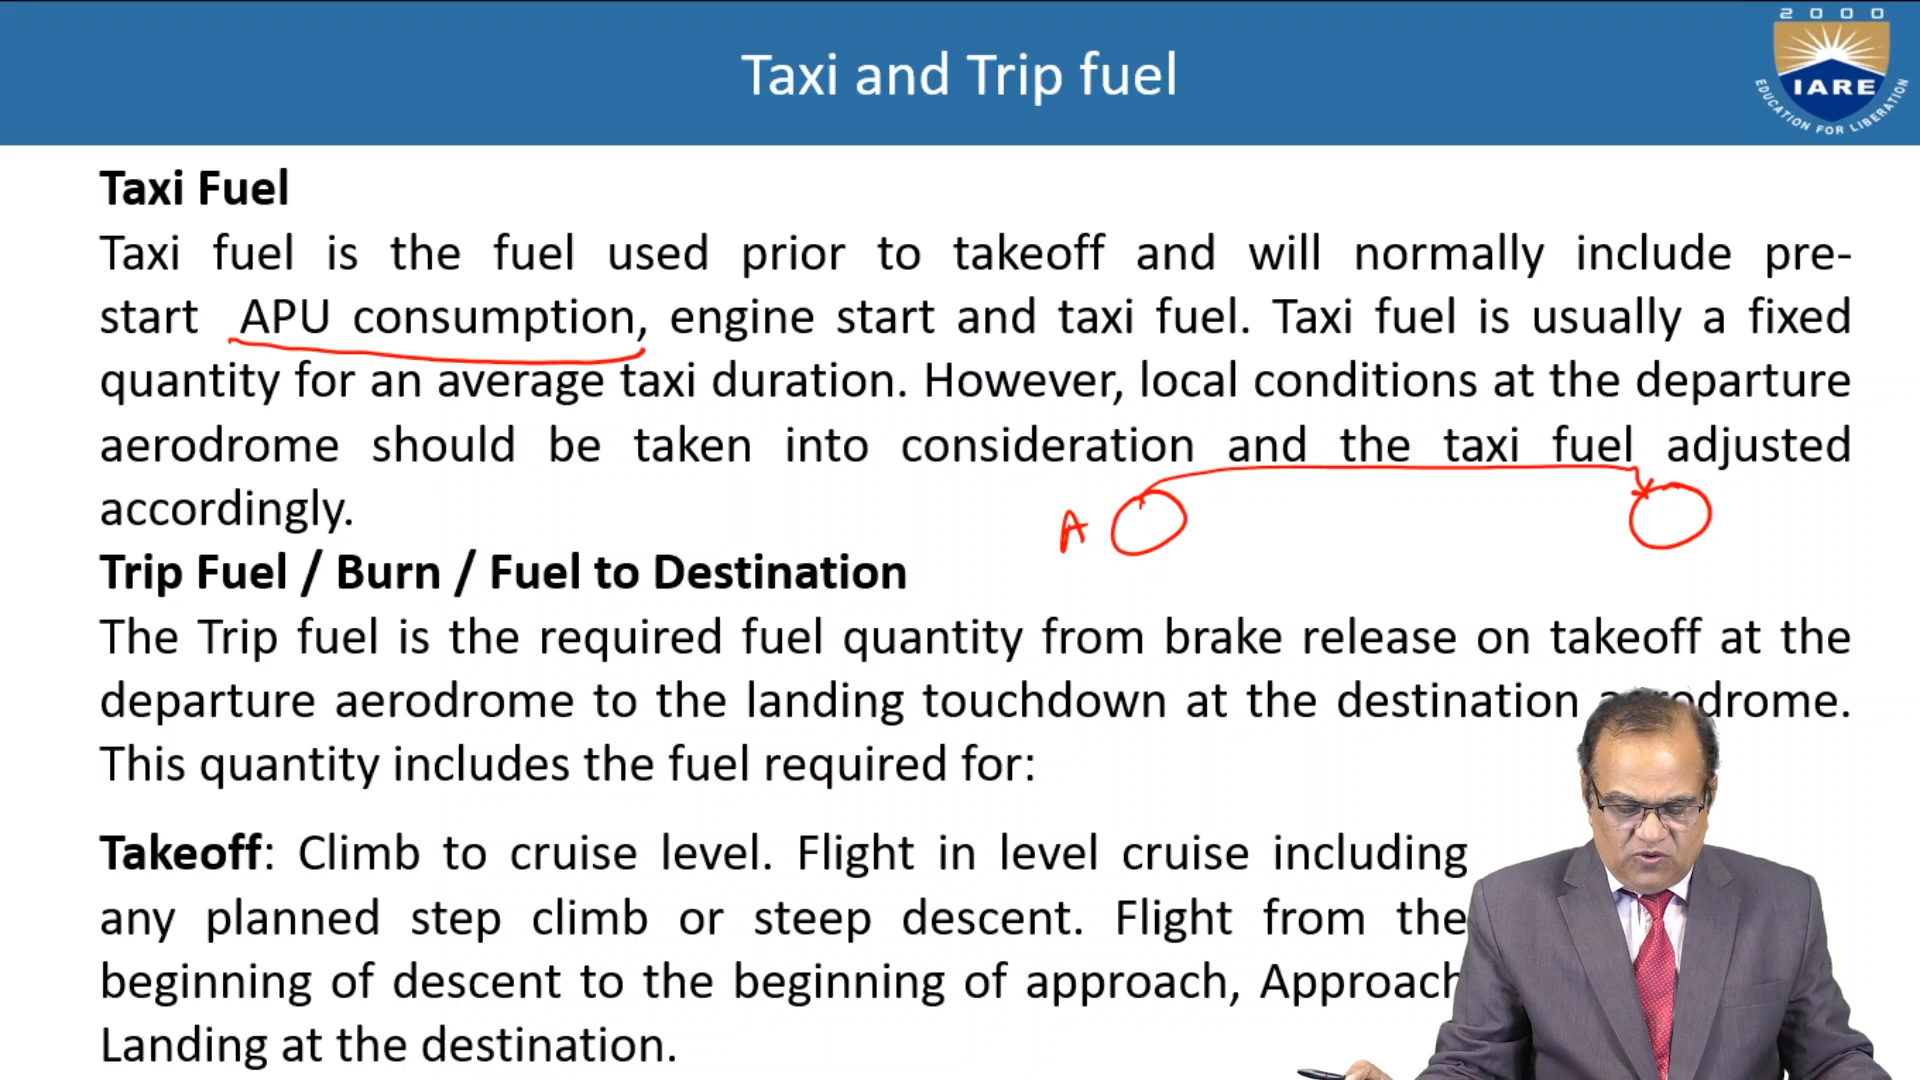 2 0 0 0
Taxi and Trip fuel
IARE
EDUCATION FOR LIBERATION
Taxi Fuel
Taxi fuel is the fuel used prior to takeoff and will normally include pre-
start APU consumption, engine start and taxi fuel. Taxi fuel is usually a fixed
quantity for an average taxi duration. However, local conditions at the departure
aerodrome should be taken into consideration and the taxi fuel adjusted
accordingly.
A
Trip Fuel / Burn / Fuel to Destination
The Trip fuel is the required fuel quantity from brake release on takeoff at the
departure aerodrome to the landing touchdown at the destination aerodrome.
This quantity includes the fuel required for:
Takeoff: Climb to cruise level. Flight in level cruise including
any planned step climb or steep descent. Flight from the
beginning of descent to the beginning of approach, Approach
Landing at the destination.